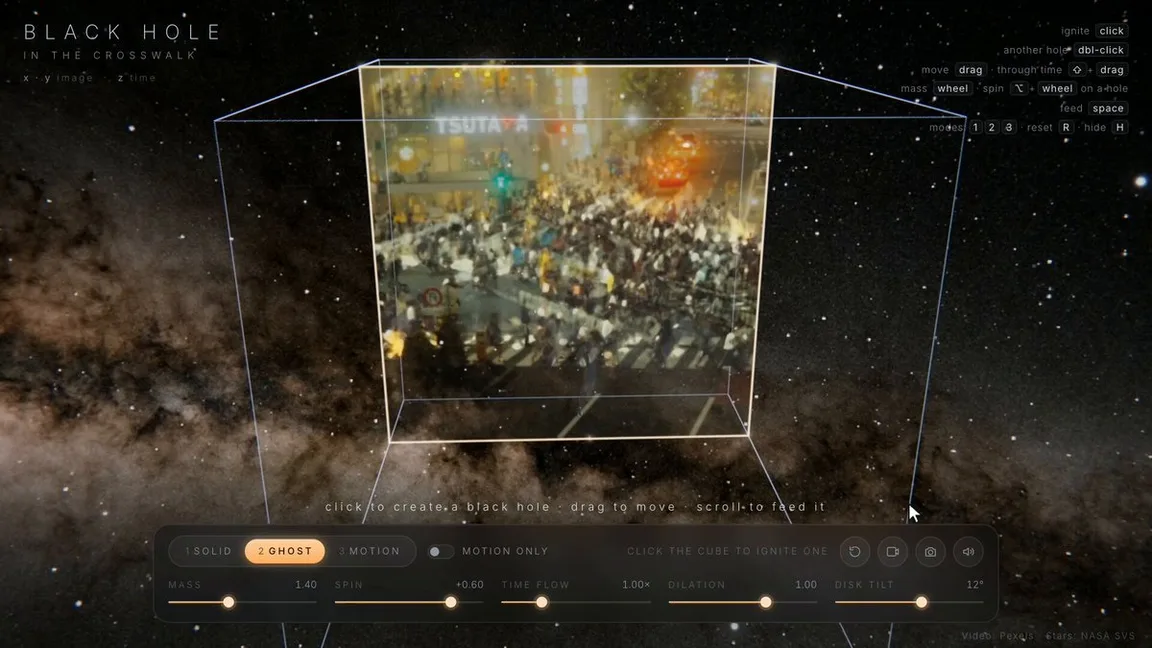 BLACK HOLE
IN THE CROSSWALK
x · y image · z time
ignite click
another hole dbl-click
move drag · through time ⇧ + drag
mass wheel · spin ⌥ + wheel on a hole
feed space
modes 1 2 3 · reset R · hide H
TSUTAYA
click to create a black hole · drag to move · scroll to feed it
1 SOLID 2 GHOST 3 MOTION MOTION ONLY CLICK THE CUBE TO IGNITE ONE
MASS 1.40 SPIN +0.60 TIME FLOW 1.00× DILATION 1.00 DISK TILT 12°
Video: Pexels · Stars: NASA SVS